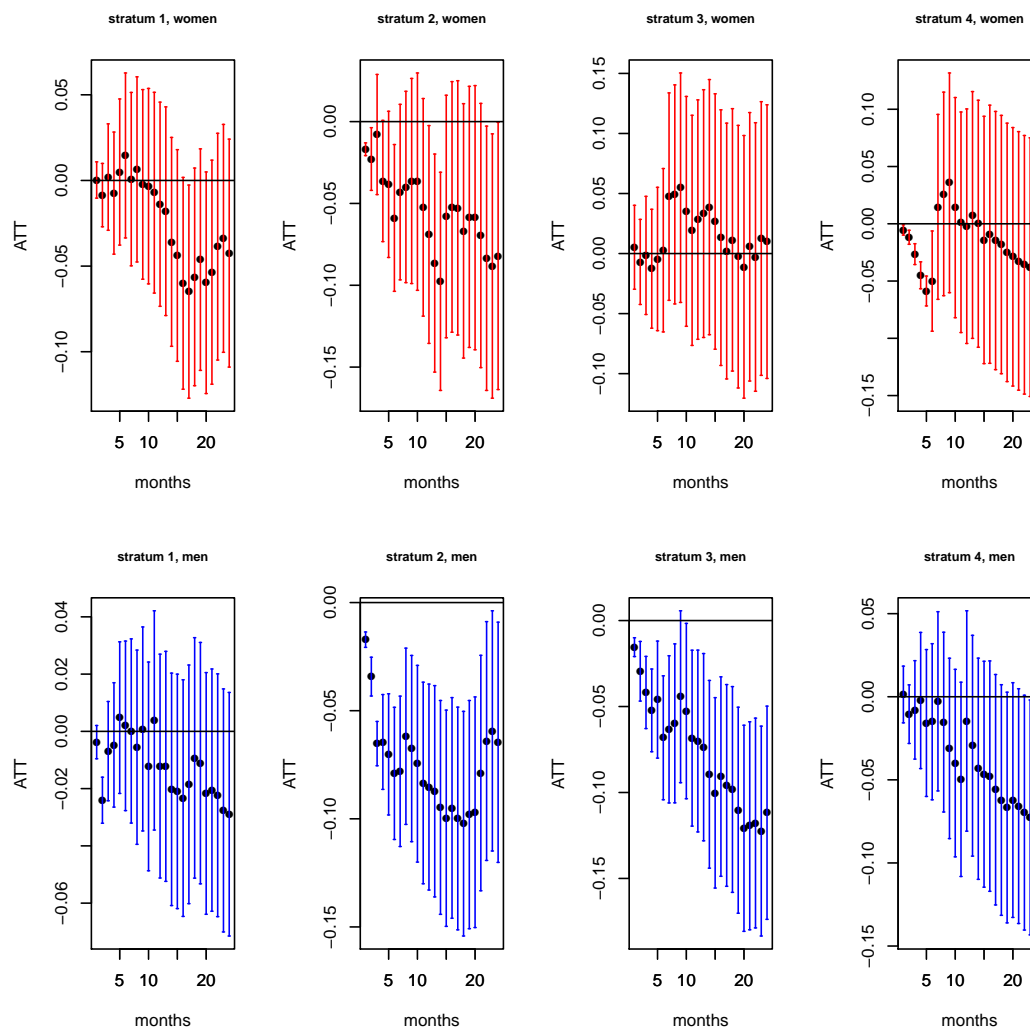 stratum 1, women
stratum 2, women
stratum 3, women
stratum 4, women
ATT
0.05
0.00
−0.05
−0.10
5 10 20
months
ATT
0.00
−0.05
−0.10
−0.15
5 10 20
months
ATT
0.15
0.10
0.05
0.00
−0.05
−0.10
5 10 20
months
ATT
0.10
0.05
0.00
−0.05
−0.15
5 10 20
months
stratum 1, men
stratum 2, men
stratum 3, men
stratum 4, men
ATT
0.04
0.02
0.00
−0.02
−0.06
5 10 20
months
ATT
0.00
−0.05
−0.10
−0.15
5 10 20
months
ATT
0.00
−0.05
−0.10
−0.15
5 10 20
months
ATT
0.05
0.00
−0.05
−0.10
−0.15
5 10 20
months